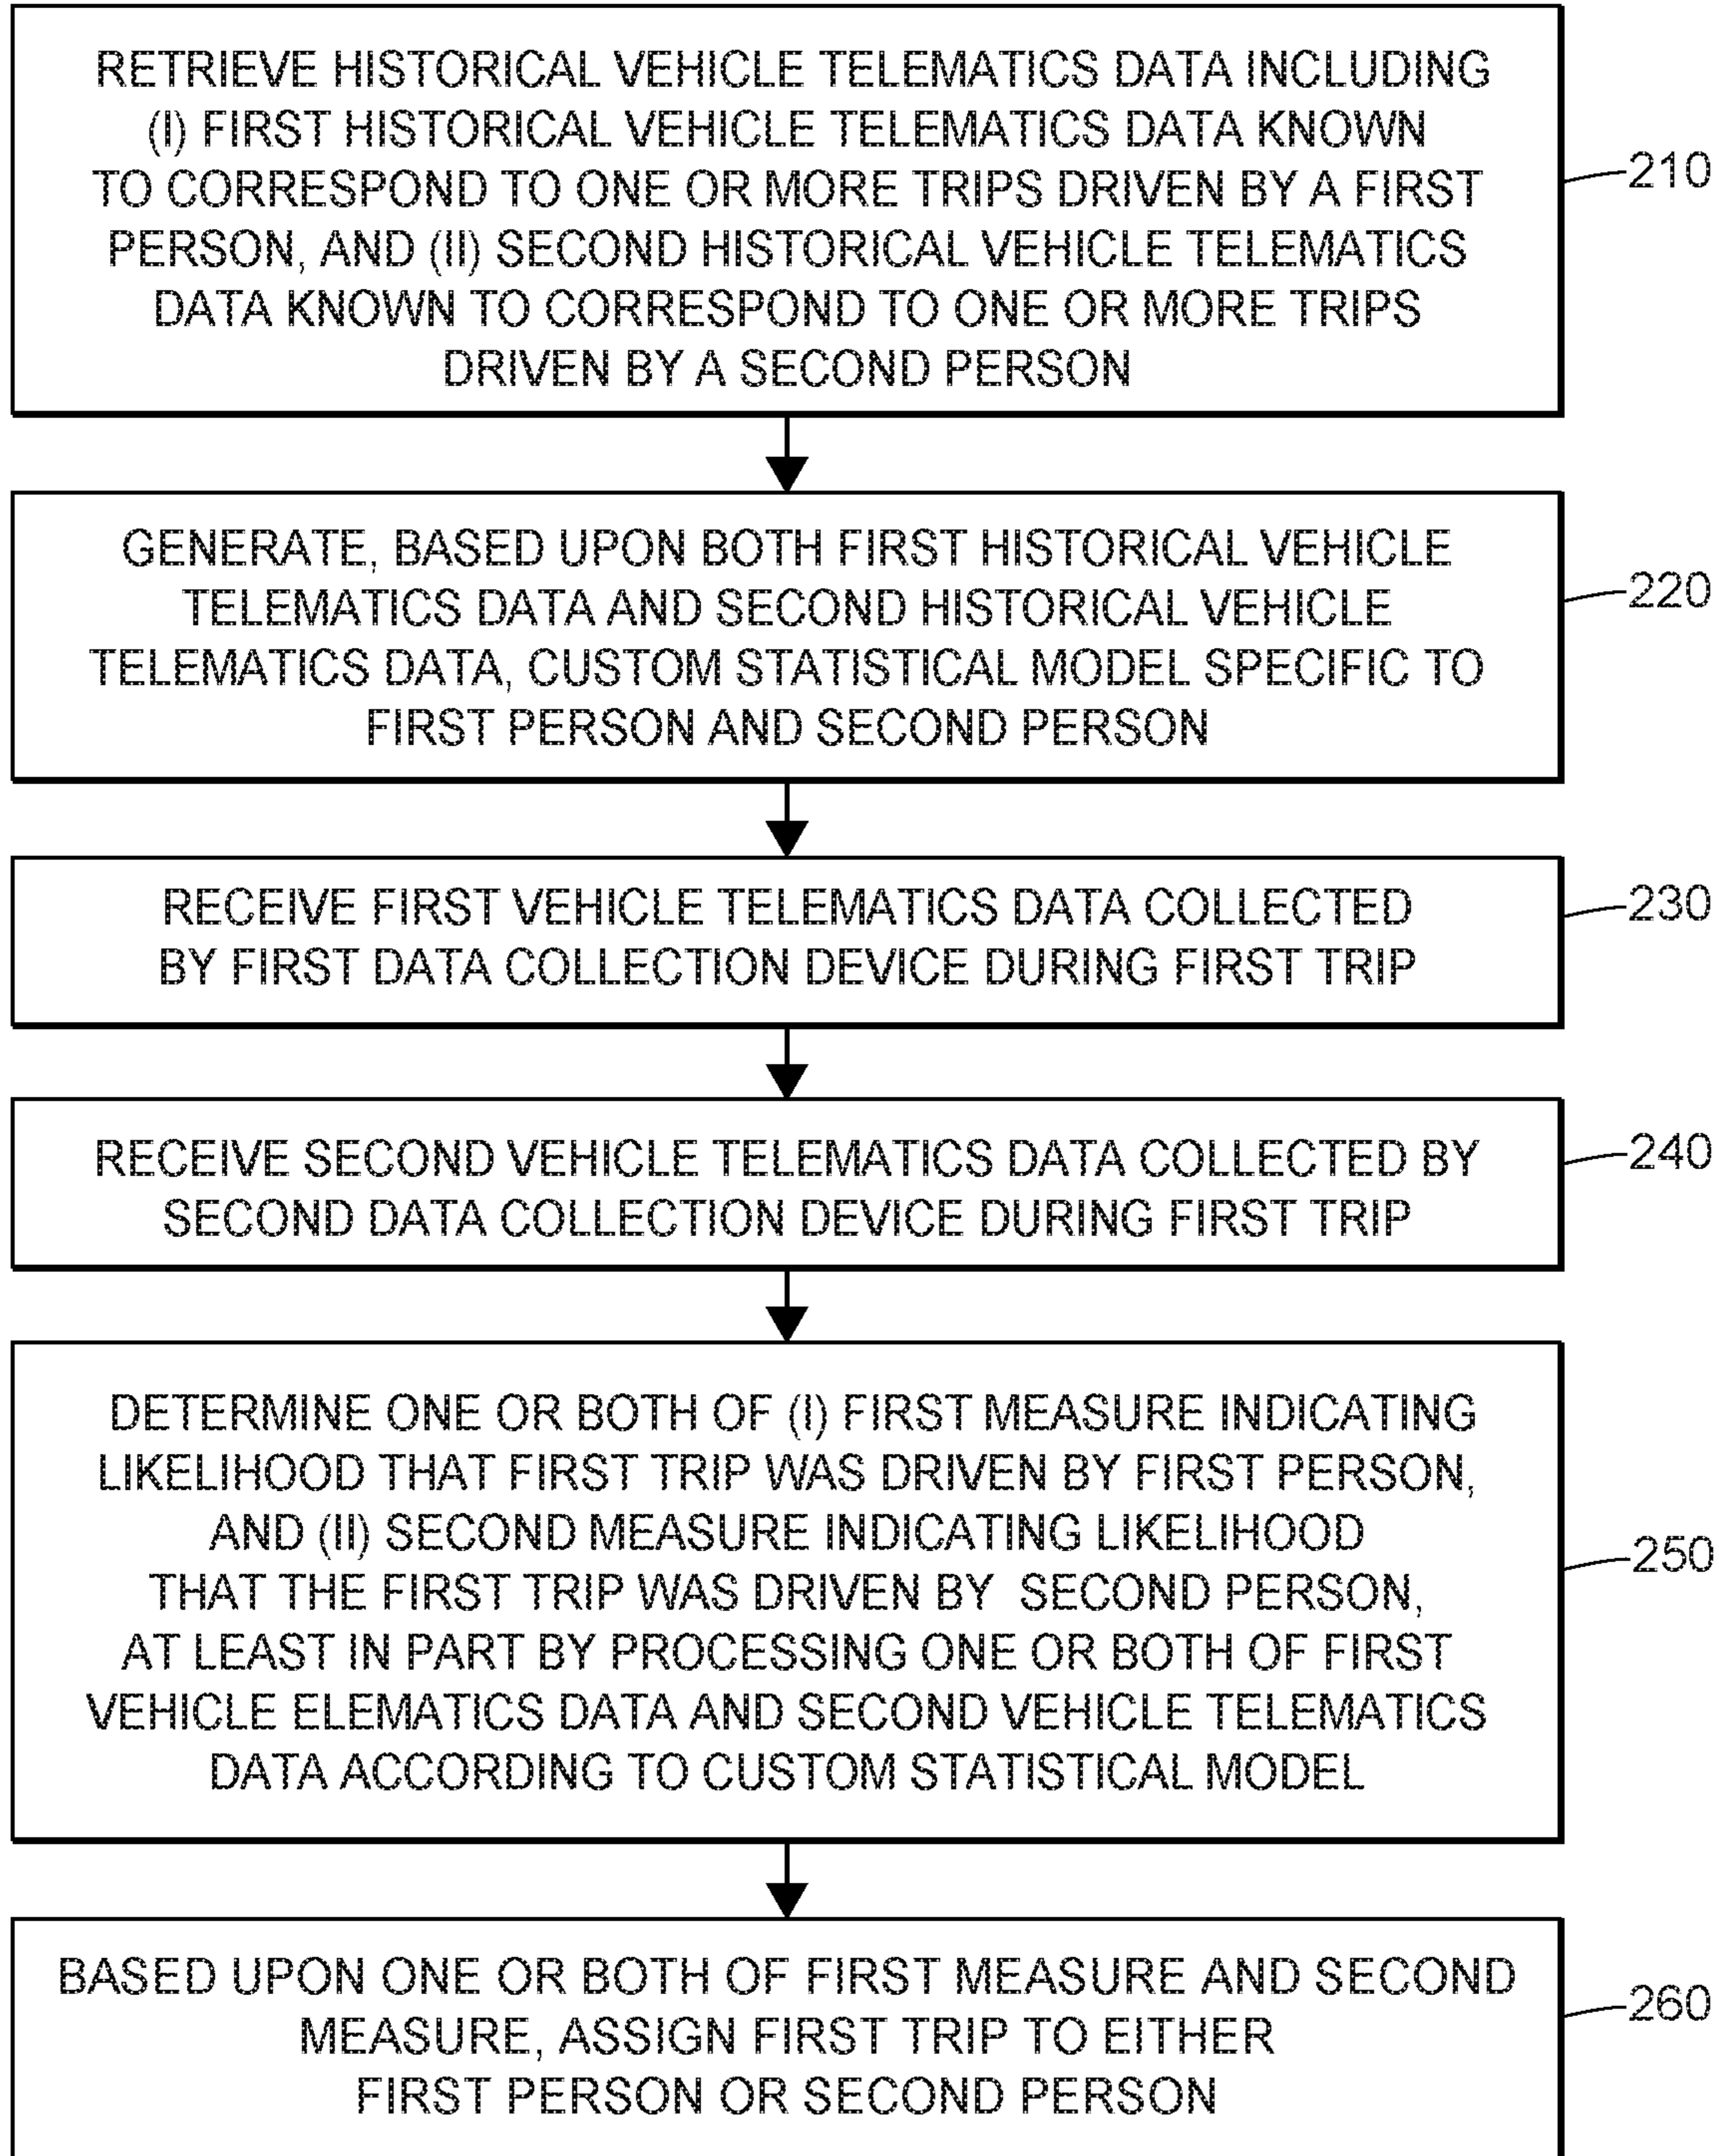 RETRIEVE HISTORICAL VEHICLE TELEMATICS DATA INCLUDING
(I) FIRST HISTORICAL VEHICLE TELEMATICS DATA KNOWN
TO CORRESPOND TO ONE OR MORE TRIPS DRIVEN BY A FIRST
PERSON, AND (II) SECOND HISTORICAL VEHICLE TELEMATICS
DATA KNOWN TO CORRESPOND TO ONE OR MORE TRIPS
DRIVEN BY A SECOND PERSON
210
GENERATE, BASED UPON BOTH FIRST HISTORICAL VEHICLE
TELEMATICS DATA AND SECOND HISTORICAL VEHICLE
TELEMATICS DATA, CUSTOM STATISTICAL MODEL SPECIFIC TO
FIRST PERSON AND SECOND PERSON
220
RECEIVE FIRST VEHICLE TELEMATICS DATA COLLECTED
BY FIRST DATA COLLECTION DEVICE DURING FIRST TRIP
230
RECEIVE SECOND VEHICLE TELEMATICS DATA COLLECTED BY
SECOND DATA COLLECTION DEVICE DURING FIRST TRIP
240
DETERMINE ONE OR BOTH OF (I) FIRST MEASURE INDICATING
LIKELIHOOD THAT FIRST TRIP WAS DRIVEN BY FIRST PERSON,
AND (II) SECOND MEASURE INDICATING LIKELIHOOD
THAT THE FIRST TRIP WAS DRIVEN BY SECOND PERSON,
AT LEAST IN PART BY PROCESSING ONE OR BOTH OF FIRST
VEHICLE ELEMATICS DATA AND SECOND VEHICLE TELEMATICS
DATA ACCORDING TO CUSTOM STATISTICAL MODEL
250
BASED UPON ONE OR BOTH OF FIRST MEASURE AND SECOND
MEASURE, ASSIGN FIRST TRIP TO EITHER
FIRST PERSON OR SECOND PERSON
260